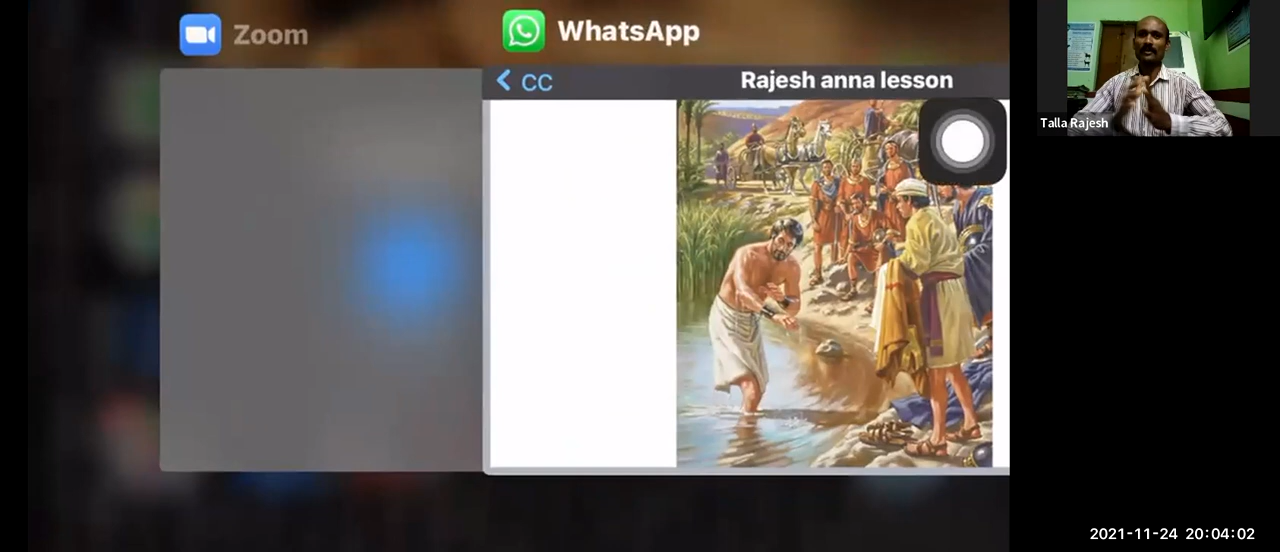 Zoom
WhatsApp
CC
Rajesh anna lesson
Talla Rajesh
2021-11-24 20:04:02